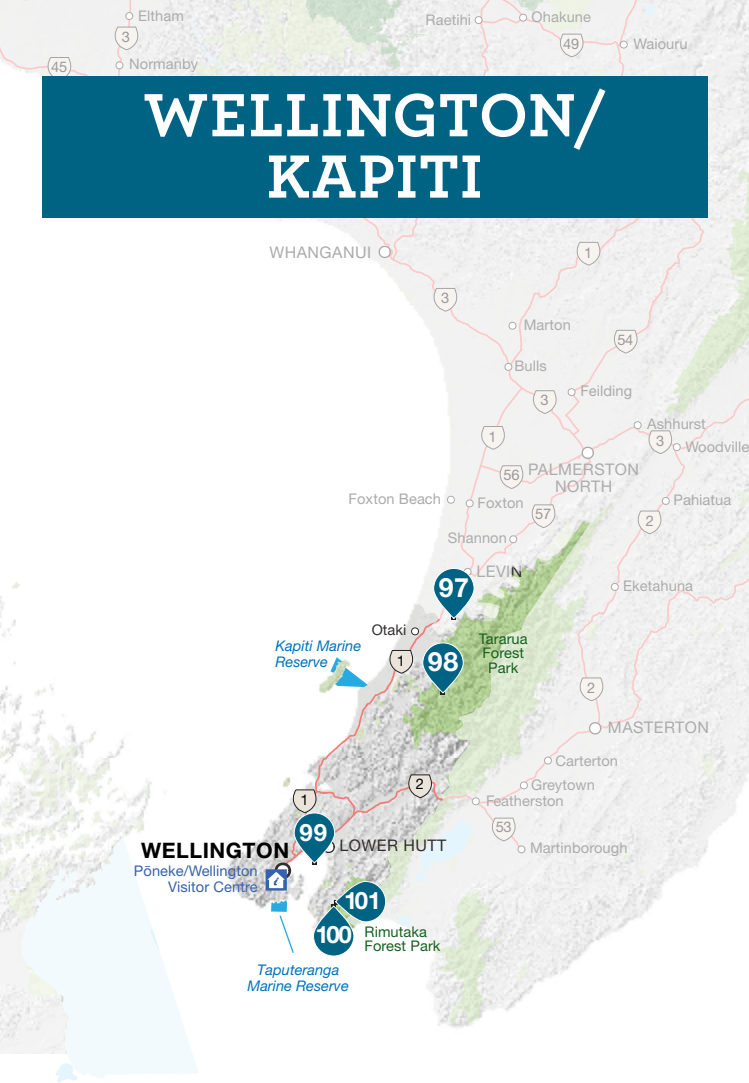 Eltham
Raetihi
Ohakune
3
49
Waiouru
45
Normanby
WELLINGTON/
KAPITI
WHANGANUI
1
3
Marton
54
Bulls
3
Feilding
Ashhurst
1
3
Woodville
56
PALMERSTON
NORTH
Foxton Beach
Foxton
57
Pahiatua
2
Shannon
LEVIN
97
Eketahuna
Otaki
Tararua
Forest
Park
Kapiti Marine
Reserve
1
98
2
MASTERTON
Carterton
2
Greytown
1
Featherston
99
53
WELLINGTON
LOWER HUTT
Martinborough
Pōneke/Wellington
Visitor Centre
101
100
Rimutaka
Forest Park
Taputeranga
Marine Reserve